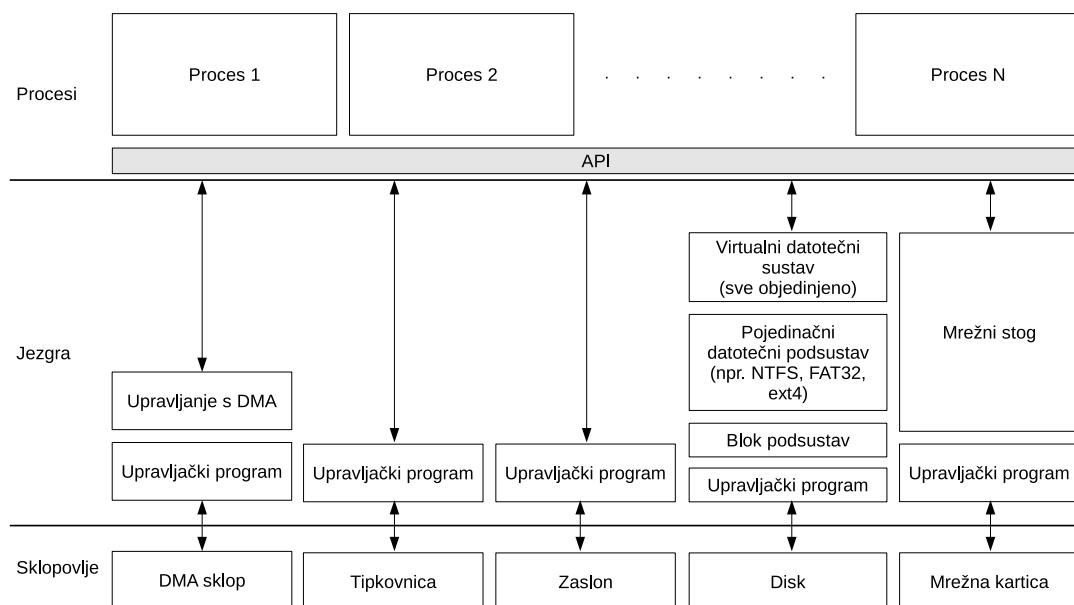 Procesi
Proces 1
Proces 2
. . . . . . . .
Proces N
API
Jezgra
Upravljanje s DMA
Upravljački program
Upravljački program
Upravljački program
Virtualni datotečni
sustav
(sve objedinjeno)
Pojedinačni
datotečni podsustav
(npr. NTFS, FAT32,
ext4)
Blok podsustav
Upravljački program
Mrežni stog
Upravljački program
Sklopovlje
DMA sklop
Tipkovnica
Zaslon
Disk
Mrežna kartica